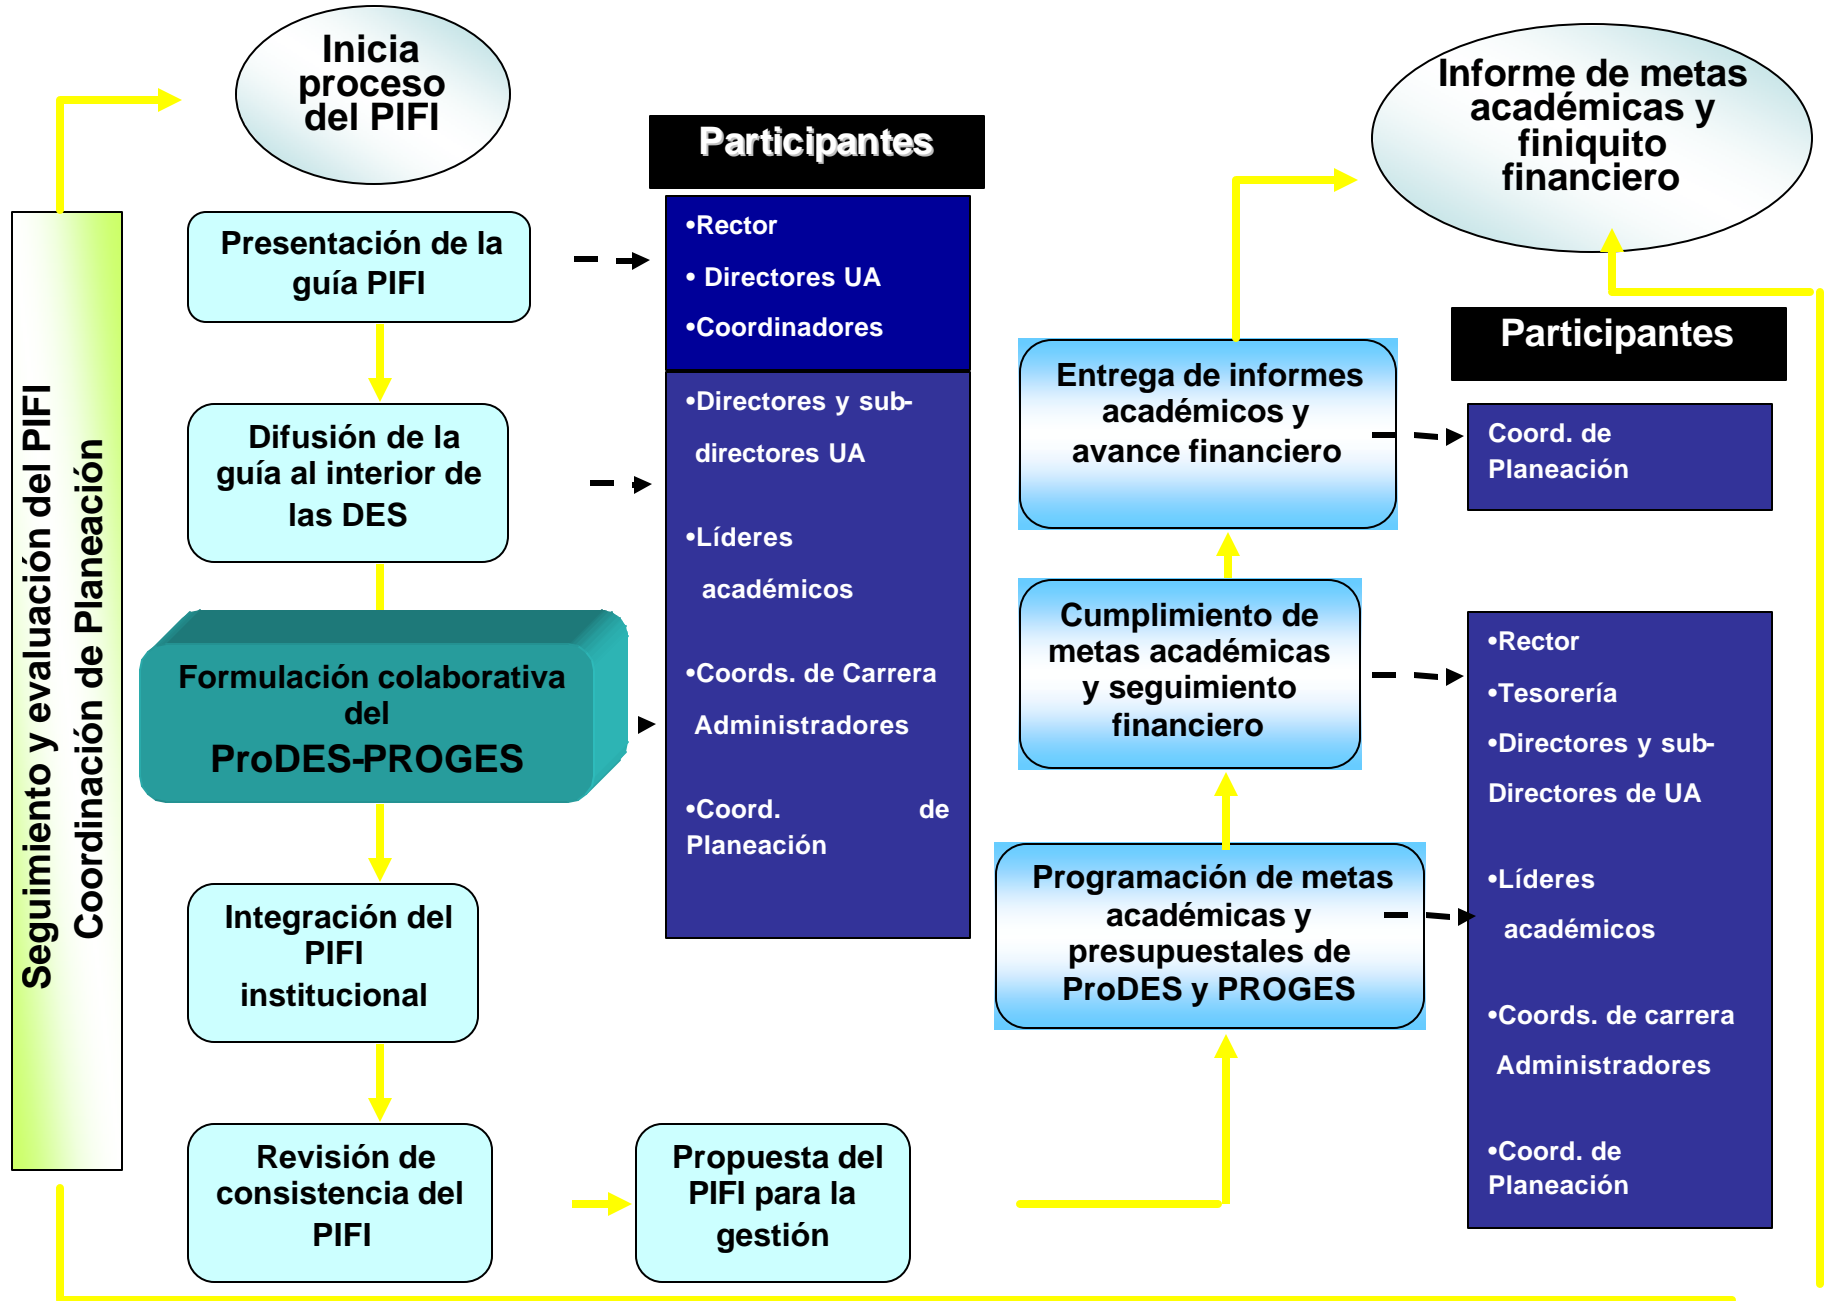 Inicia
proceso
del PIFI
Seguimiento y evaluación del PIFI
Coordinación de Planeación
Presentación de la
guía PIFI
Difusión de la
guía al interior de
las DES
Formulación colaborativa
del
ProDES-PROGES
Integración del
PIFI
institucional
Revisión de
consistencia del
PIFI
Propuesta del
PIFI para la
gestión
Participantes
•Rector
• Directores UA
•Coordinadores
•Directores y sub-
directores UA
•Líderes
académicos
•Coords. de Carrera
Administradores
•Coord. de
Planeación
Informe de metas
académicas y
finiquito
financiero
Entrega de informes
académicos y
avance financiero
Cumplimiento de
metas académicas
y seguimiento
financiero
Programación de metas
académicas y
presupuestales de
ProDES y PROGES
Participantes
Coord. de
Planeación
•Rector
•Tesorería
•Directores y sub-
Directores de UA
•Líderes
académicos
•Coords. de carrera
Administradores
•Coord. de
Planeación